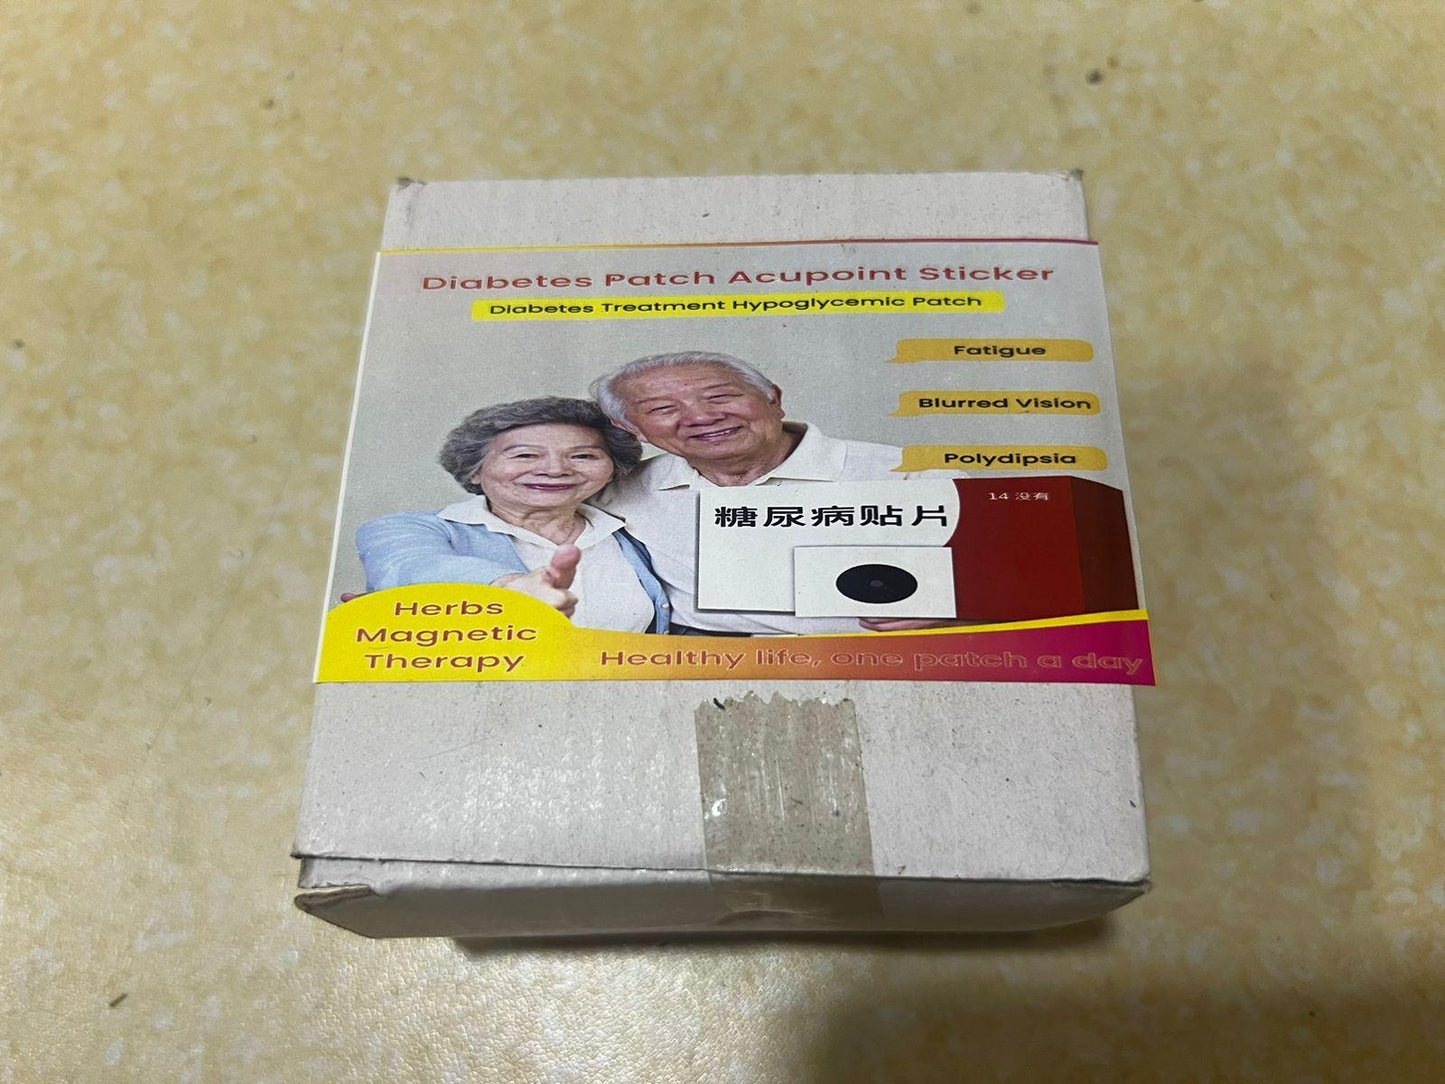 Diabetes Patch Acupoint Sticker
Diabetes Treatment Hypoglycemic Patch
Fatigue
Blurred Vision
Polydipsia
14 没有
糖尿病贴片
Herbs
Magnetic
Therapy
Healthy life, one patch a day